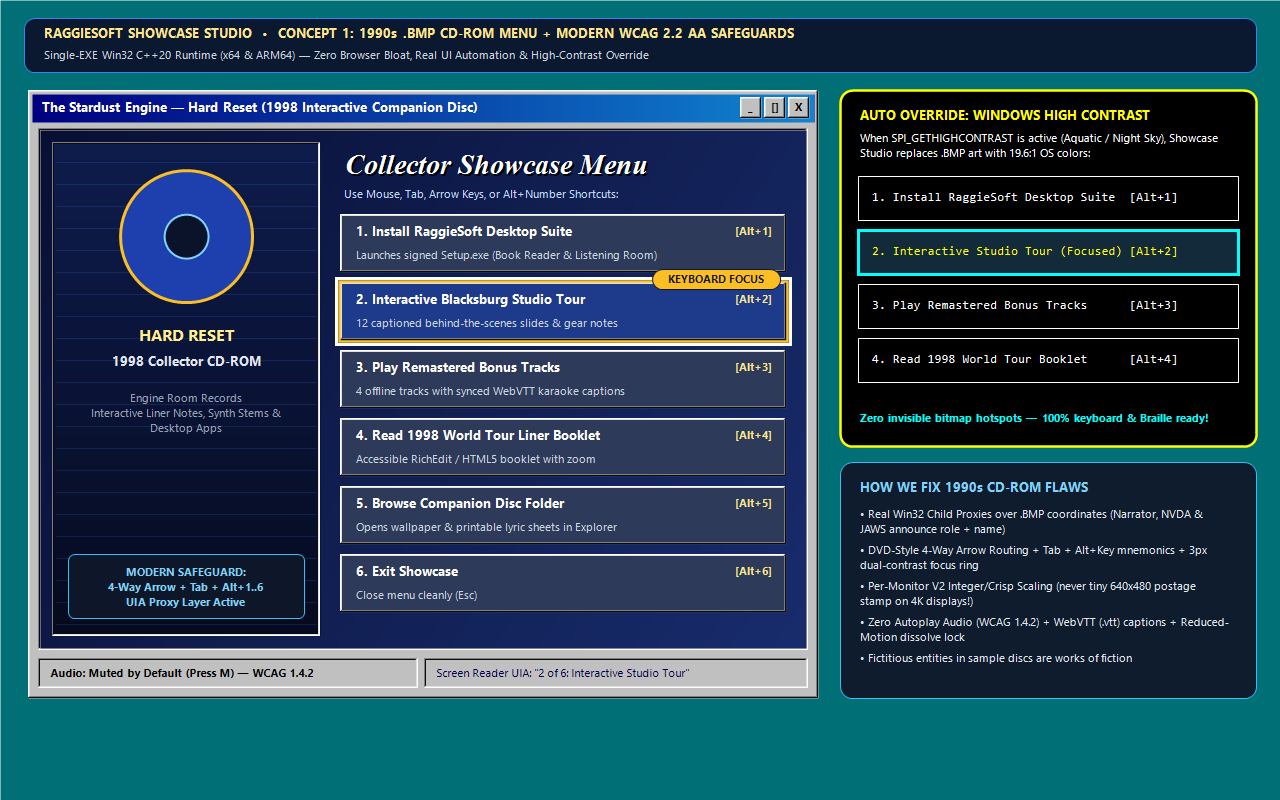 RAGGIESOFT SHOWCASE STUDIO • CONCEPT 1: 1990s .BMP CD-ROM MENU + MODERN WCAG 2.2 AA SAFEGUARDS
Single-EXE Win32 C++20 Runtime (x64 & ARM64) — Zero Browser Bloat, Real UI Automation & High-Contrast Override
The Stardust Engine — Hard Reset (1998 Interactive Companion Disc)
_ [] X
HARD RESET
1998 Collector CD-ROM
Engine Room Records
Interactive Liner Notes, Synth Stems &
Desktop Apps
MODERN SAFEGUARD:
4-Way Arrow + Tab + Alt+1..6
UIA Proxy Layer Active
Collector Showcase Menu
Use Mouse, Tab, Arrow Keys, or Alt+Number Shortcuts:
1. Install RaggieSoft Desktop Suite [Alt+1]
Launches signed Setup.exe (Book Reader & Listening Room)
KEYBOARD FOCUS
2. Interactive Blacksburg Studio Tour [Alt+2]
12 captioned behind-the-scenes slides & gear notes
3. Play Remastered Bonus Tracks [Alt+3]
4 offline tracks with synced WebVTT karaoke captions
4. Read 1998 World Tour Liner Booklet [Alt+4]
Accessible RichEdit / HTML5 booklet with zoom
5. Browse Companion Disc Folder [Alt+5]
Opens wallpaper & printable lyric sheets in Explorer
6. Exit Showcase [Alt+6]
Close menu cleanly (Esc)
Audio: Muted by Default (Press M) — WCAG 1.4.2
Screen Reader UIA: "2 of 6: Interactive Studio Tour"
AUTO OVERRIDE: WINDOWS HIGH CONTRAST
When SPI_GETHIGHCONTRAST is active (Aquatic / Night Sky), Showcase
Studio replaces .BMP art with 19.6:1 OS colors:
1. Install RaggieSoft Desktop Suite [Alt+1]
2. Interactive Studio Tour (Focused) [Alt+2]
3. Play Remastered Bonus Tracks [Alt+3]
4. Read 1998 World Tour Booklet [Alt+4]
Zero invisible bitmap hotspots — 100% keyboard & Braille ready!
HOW WE FIX 1990s CD-ROM FLAWS
• Real Win32 Child Proxies over .BMP coordinates (Narrator, NVDA &
JAWS announce role + name)
• DVD-Style 4-Way Arrow Routing + Tab + Alt+Key mnemonics + 3px
dual-contrast focus ring
• Per-Monitor V2 Integer/Crisp Scaling (never tiny 640x480 postage
stamp on 4K displays!)
• Zero Autoplay Audio (WCAG 1.4.2) + WebVTT (.vtt) captions + Reduced-
Motion dissolve lock
• Fictitious entities in sample discs are works of fiction